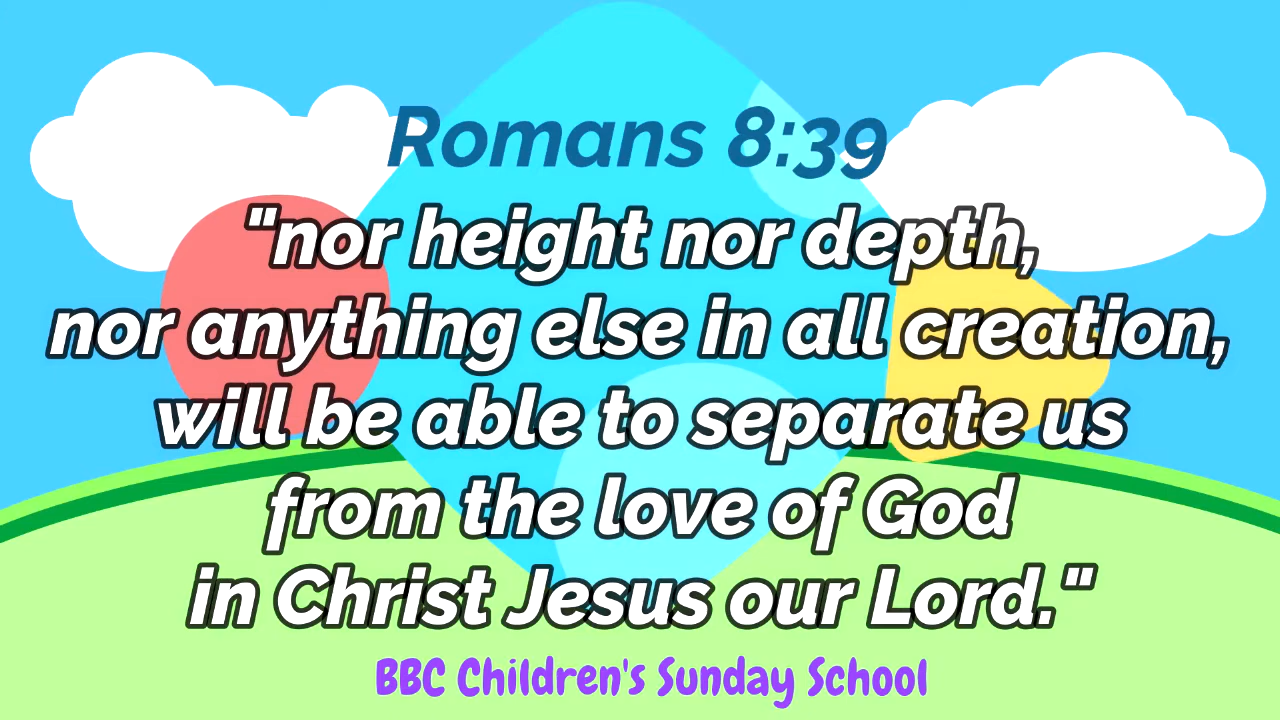 Romans 8:39
"nor height nor depth,
nor anything else in all creation,
will be able to separate us
from the love of God
in Christ Jesus our Lord."
BBC Children's Sunday School